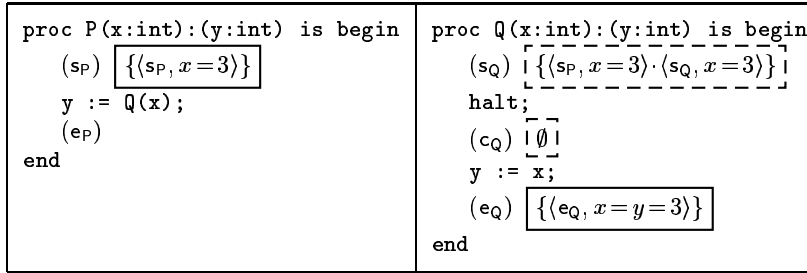 proc P(x:int):(y:int) is begin
(sP) {⟨sP, x=3⟩}
y := Q(x);
(eP)
end
proc Q(x:int):(y:int) is begin
(sQ) {⟨sP, x=3⟩·⟨sQ, x=3⟩}
halt;
(cQ) ∅
y := x;
(eQ) {⟨eQ, x=y=3⟩}
end